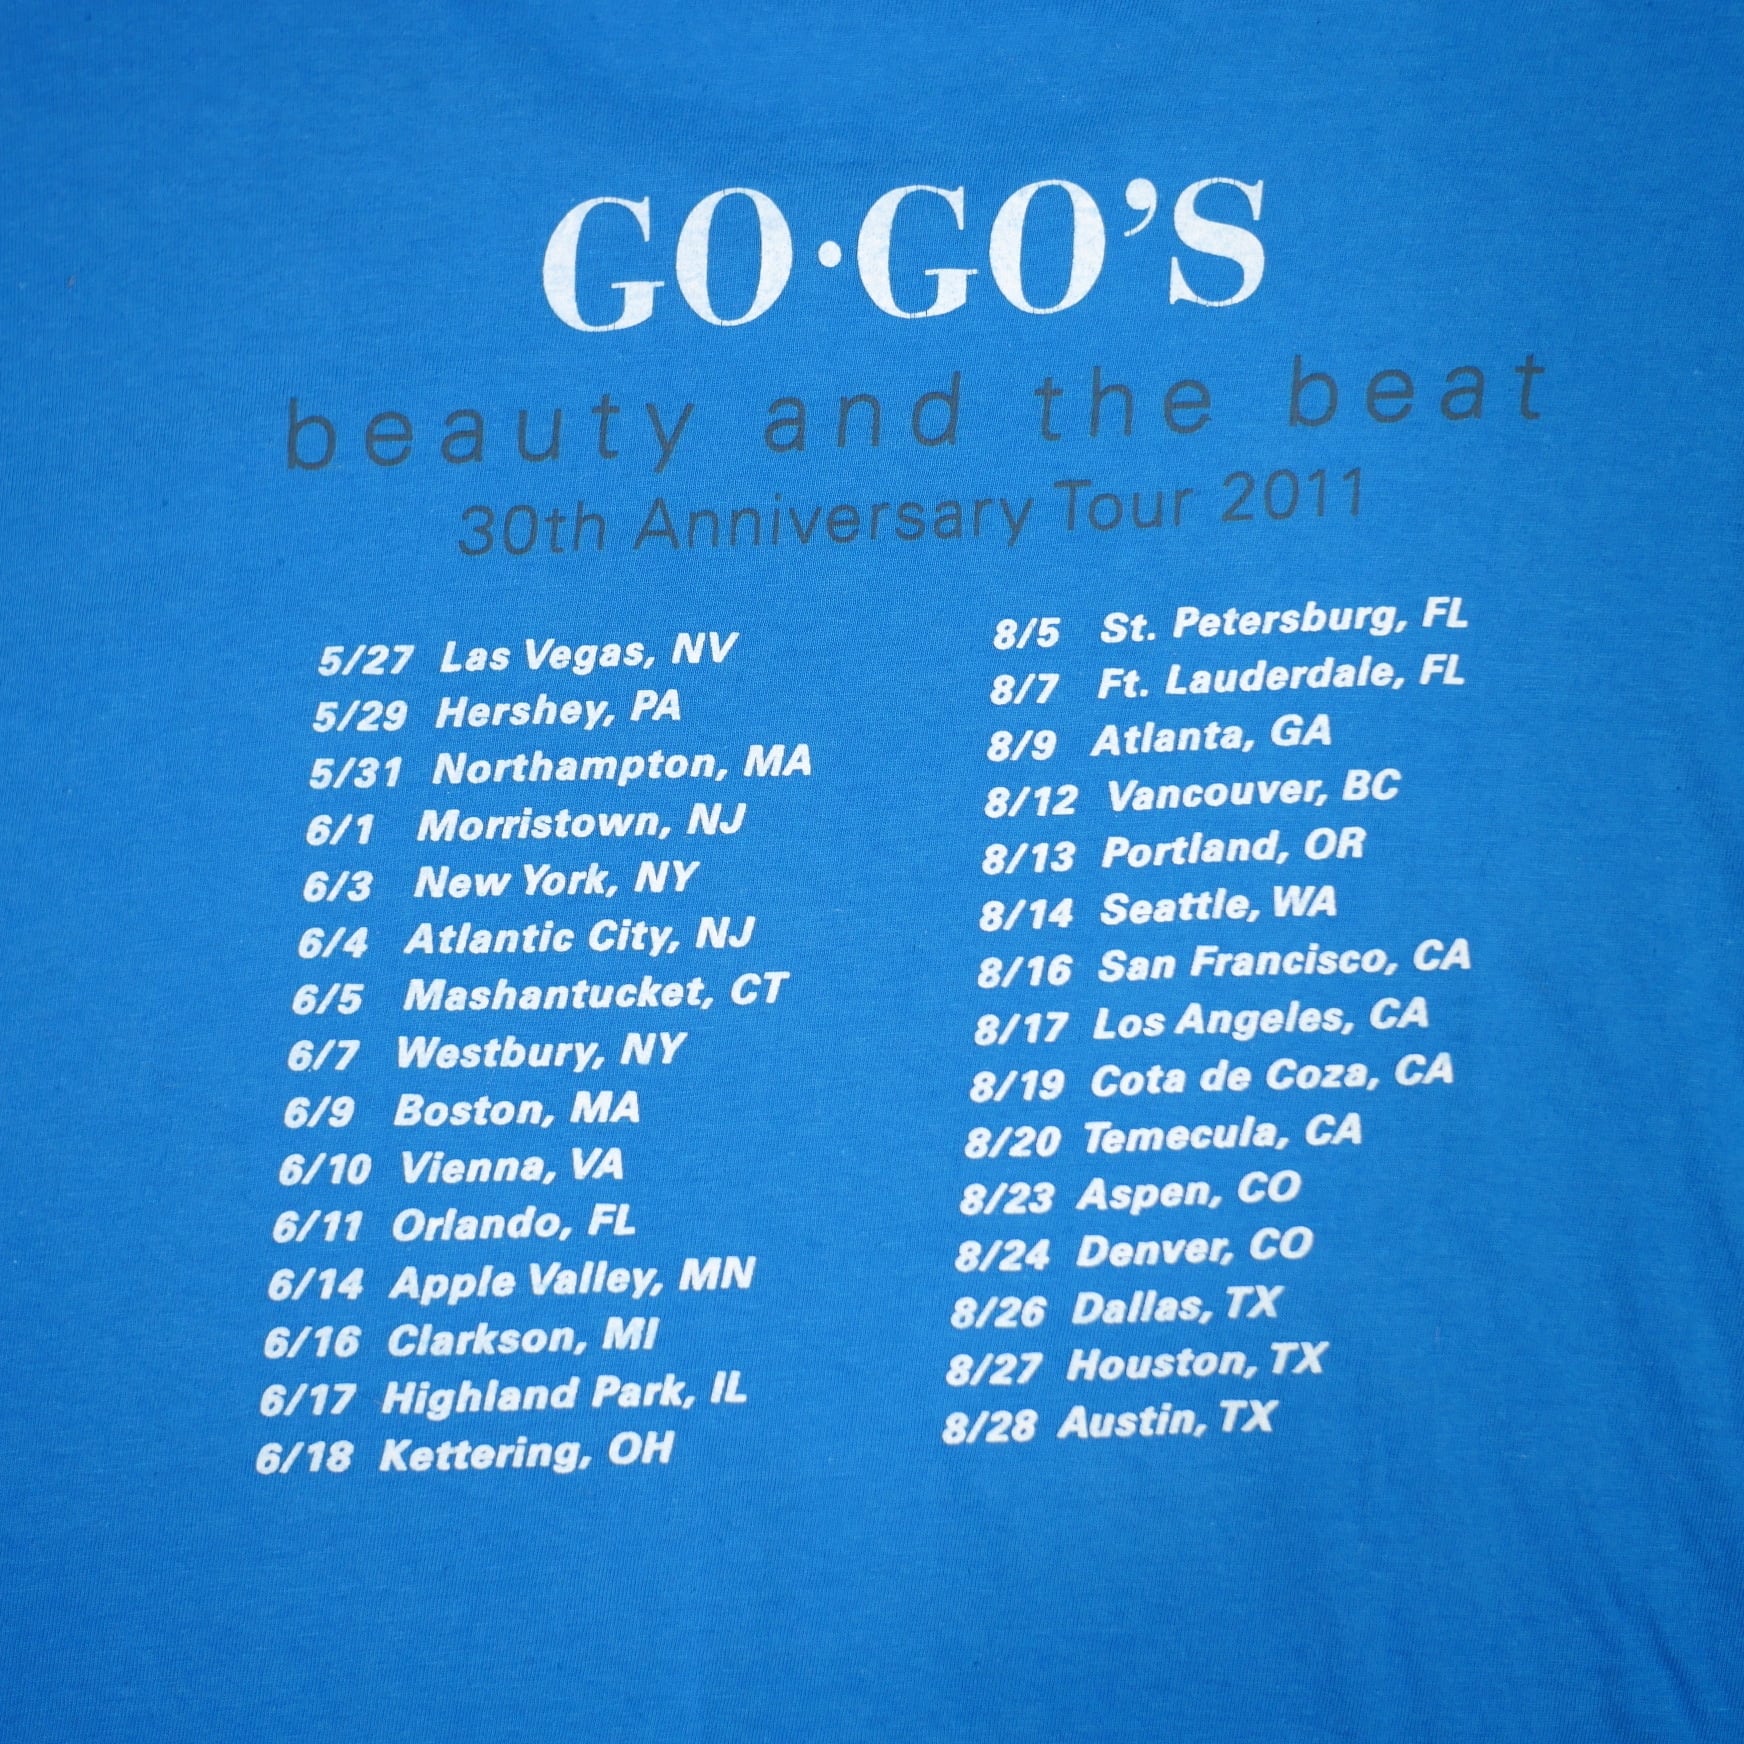 GO·GO'S
beauty and the beat
30th Anniversary Tour 2011
5/27 Las Vegas, NV
5/29 Hershey, PA
5/31 Northampton, MA
6/1 Morristown, NJ
6/3 New York, NY
6/4 Atlantic City, NJ
6/5 Mashantucket, CT
6/7 Westbury, NY
6/9 Boston, MA
6/10 Vienna, VA
6/11 Orlando, FL
6/14 Apple Valley, MN
6/16 Clarkson, MI
6/17 Highland Park, IL
6/18 Kettering, OH
8/5 St. Petersburg, FL
8/7 Ft. Lauderdale, FL
8/9 Atlanta, GA
8/12 Vancouver, BC
8/13 Portland, OR
8/14 Seattle, WA
8/16 San Francisco, CA
8/17 Los Angeles, CA
8/19 Cota de Coza, CA
8/20 Temecula, CA
8/23 Aspen, CO
8/24 Denver, CO
8/26 Dallas, TX
8/27 Houston, TX
8/28 Austin, TX